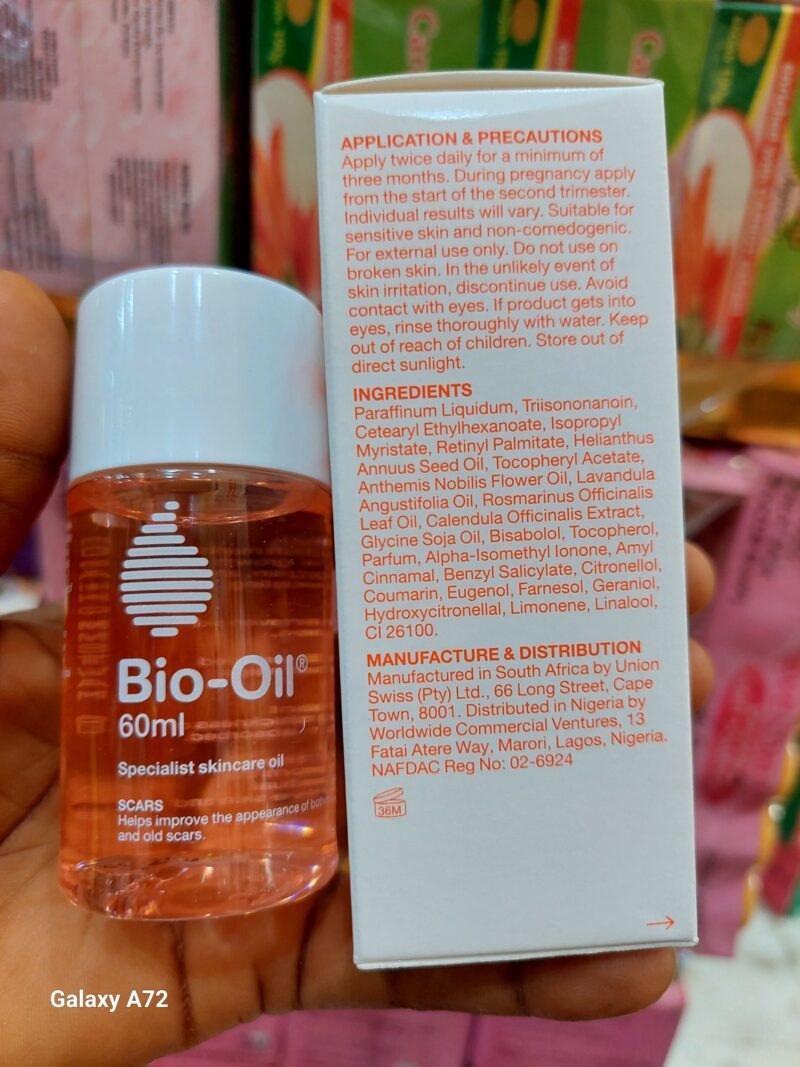 APPLICATION & PRECAUTIONS
Apply twice daily for a minimum of
three months. During pregnancy apply
from the start of the second trimester.
Individual results will vary. Suitable for
sensitive skin and non-comedogenic.
For external use only. Do not use on
broken skin. In the unlikely event of
skin irritation, discontinue use. Avoid
contact with eyes. If product gets into
eyes, rinse thoroughly with water. Keep
out of reach of children. Store out of
direct sunlight.
INGREDIENTS
Paraffinum Liquidum, Triisononanoin,
Cetearyl Ethylhexanoate, Isopropyl
Myristate, Retinyl Palmitate, Helianthus
Annuus Seed Oil, Tocopheryl Acetate,
Anthemis Nobilis Flower Oil, Lavandula
Angustifolia Oil, Rosmarinus Officinalis
Leaf Oil, Calendula Officinalis Extract,
Glycine Soja Oil, Bisabolol, Tocopherol,
Parfum, Alpha-Isomethyl Ionone, Amyl
Cinnamal, Benzyl Salicylate, Citronellol,
Coumarin, Eugenol, Farnesol, Geraniol,
Hydroxycitronellal, Limonene, Linalool,
CI 26100.
MANUFACTURE & DISTRIBUTION
Manufactured in South Africa by Union
Swiss (Pty) Ltd., 66 Long Street, Cape
Town, 8001. Distributed in Nigeria by
Worldwide Commercial Ventures, 13
Fatai Atere Way, Marori, Lagos, Nigeria.
NAFDAC Reg No: 02-6924
36M
Bio-Oil®
60ml
Specialist skincare oil
SCARS
Helps improve the appearance of
and old scars.
Galaxy A72